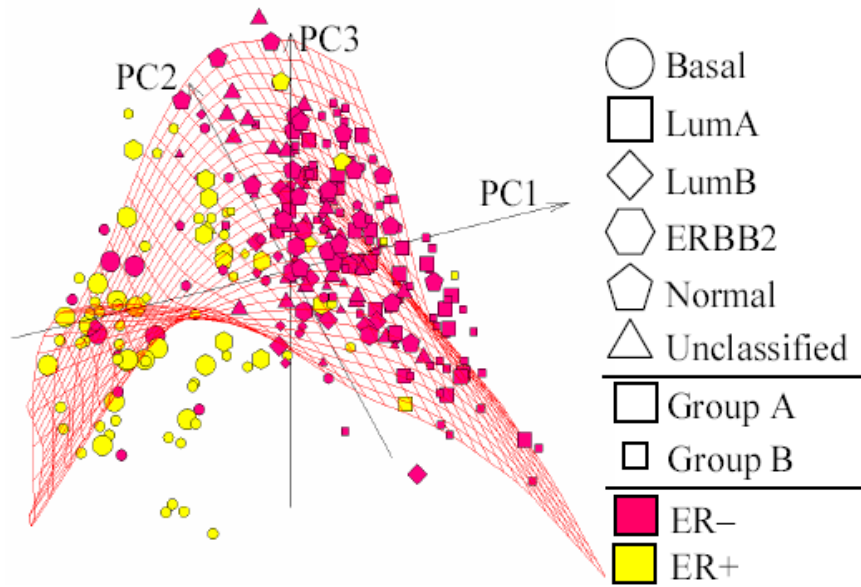 PC3
PC2
PC1
Basal
LumA
LumB
ERBB2
Normal
Unclassified
Group A
Group B
ER–
ER+